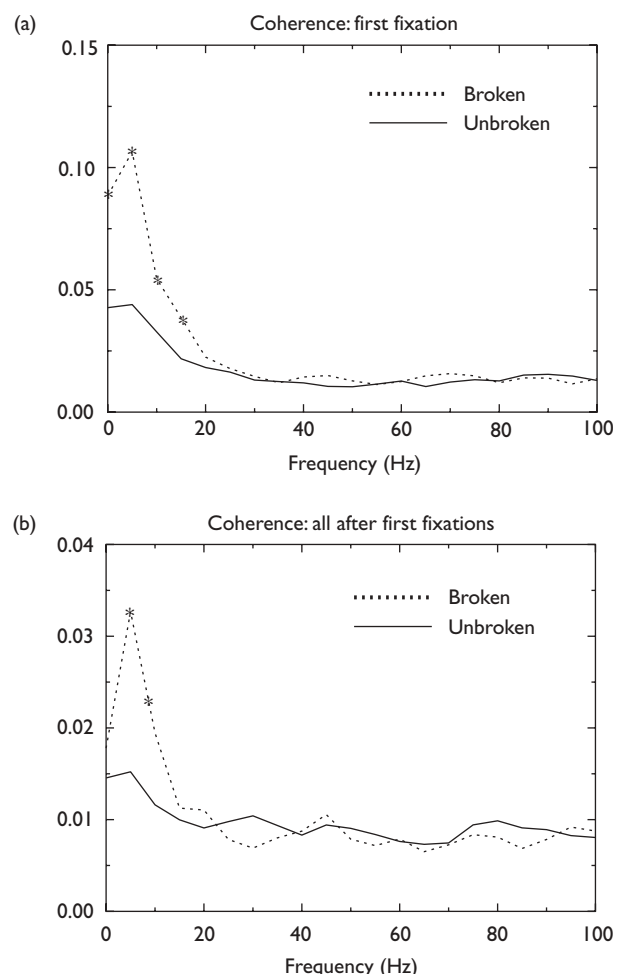 (a)
Coherence: first fixation
0.15
0.10
0.05
0.00
Broken
Unbroken
0 20 40 60 80 100
Frequency (Hz)
(b)
Coherence: all after first fixations
0.04
0.03
0.02
0.01
0.00
Broken
Unbroken
0 20 40 60 80 100
Frequency (Hz)